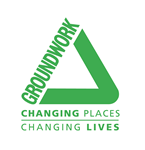 GROUNDWORK
CHANGING PLACES
CHANGING LIVES